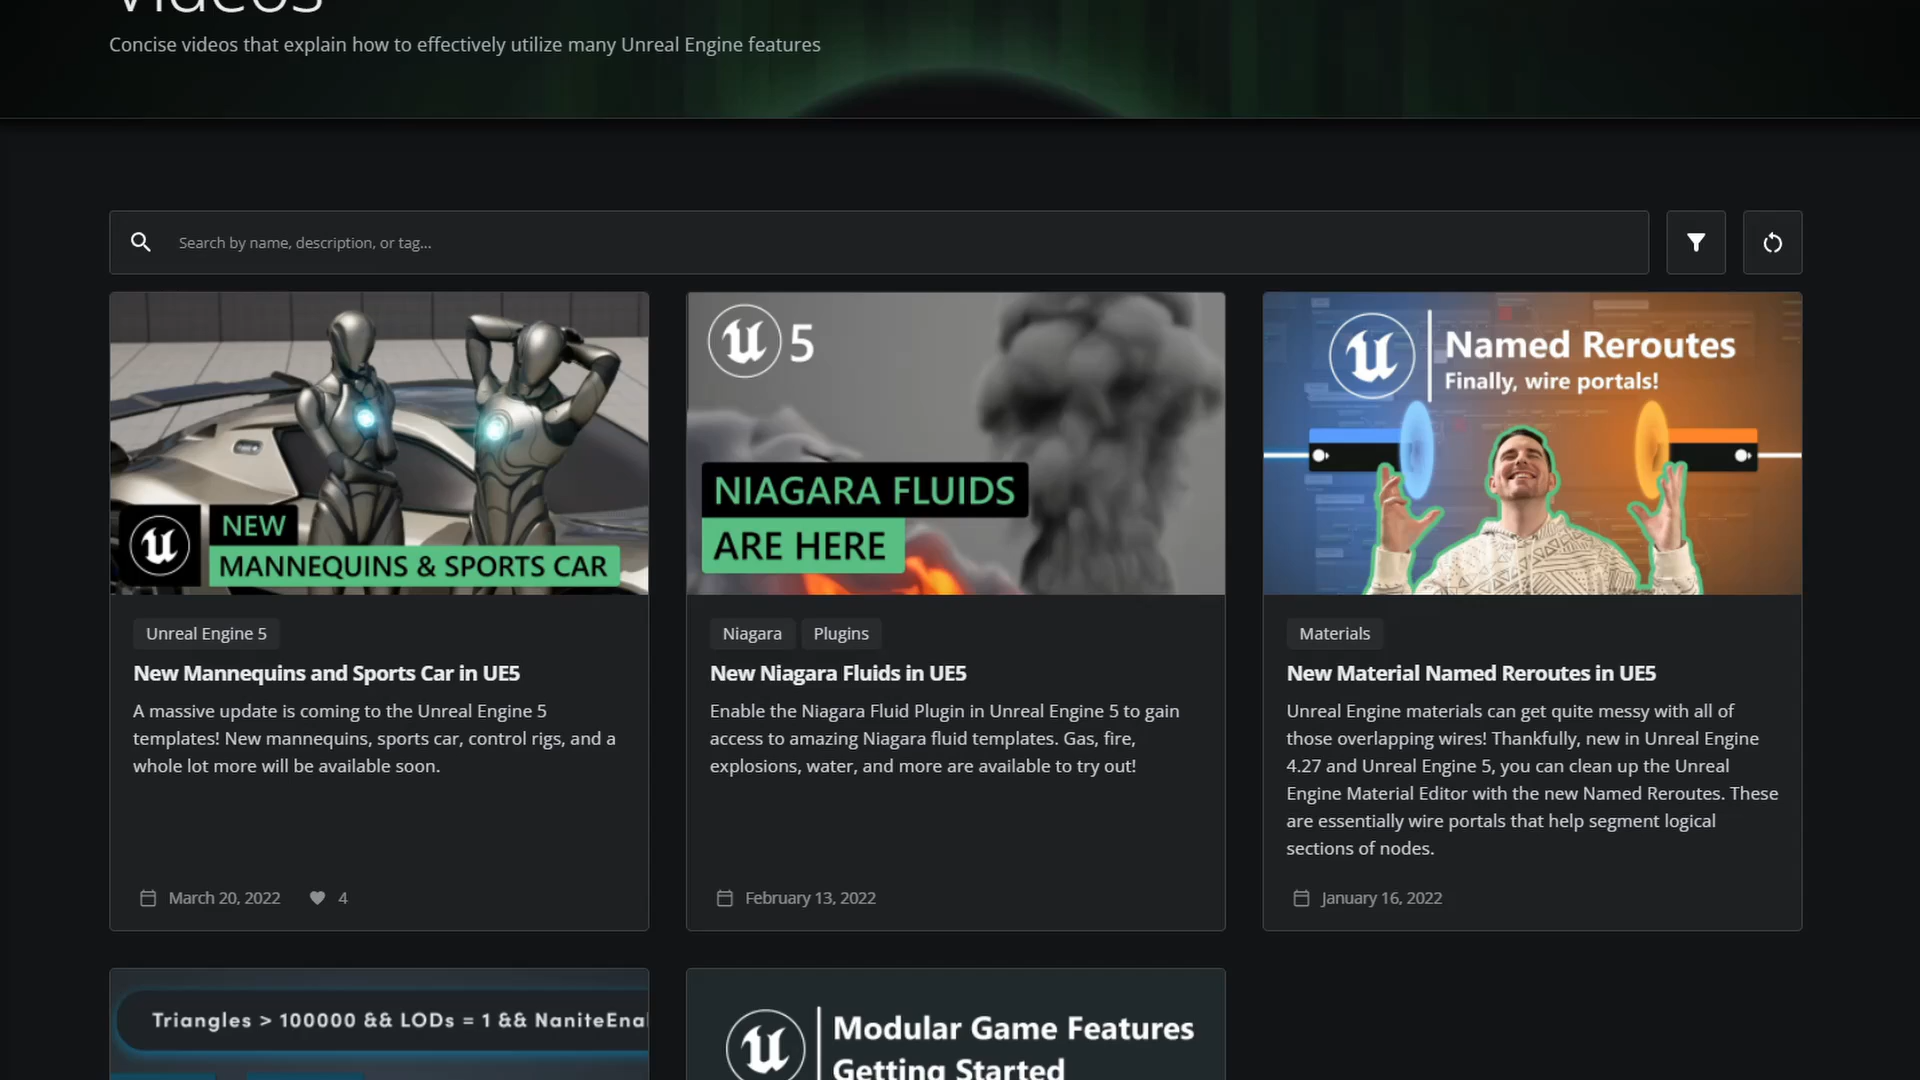 Videos
Concise videos that explain how to effectively utilize many Unreal Engine features
Search by name, description, or tag...
NEW
MANNEQUINS & SPORTS CAR
Unreal Engine 5
New Mannequins and Sports Car in UE5
A massive update is coming to the Unreal Engine 5
templates! New mannequins, sports car, control rigs, and a
whole lot more will be available soon.
March 20, 2022
4
5
NIAGARA FLUIDS
ARE HERE
Niagara
Plugins
New Niagara Fluids in UE5
Enable the Niagara Fluid Plugin in Unreal Engine 5 to gain
access to amazing Niagara fluid templates. Gas, fire,
explosions, water, and more are available to try out!
February 13, 2022
Named Reroutes
Finally, wire portals!
Materials
New Material Named Reroutes in UE5
Unreal Engine materials can get quite messy with all of
those overlapping wires! Thankfully, new in Unreal Engine
4.27 and Unreal Engine 5, you can clean up the Unreal
Engine Material Editor with the new Named Reroutes. These
are essentially wire portals that help segment logical
sections of nodes.
January 16, 2022
Triangles > 100000 && LODs = 1 && NaniteEna
Modular Game Features
Getting Started